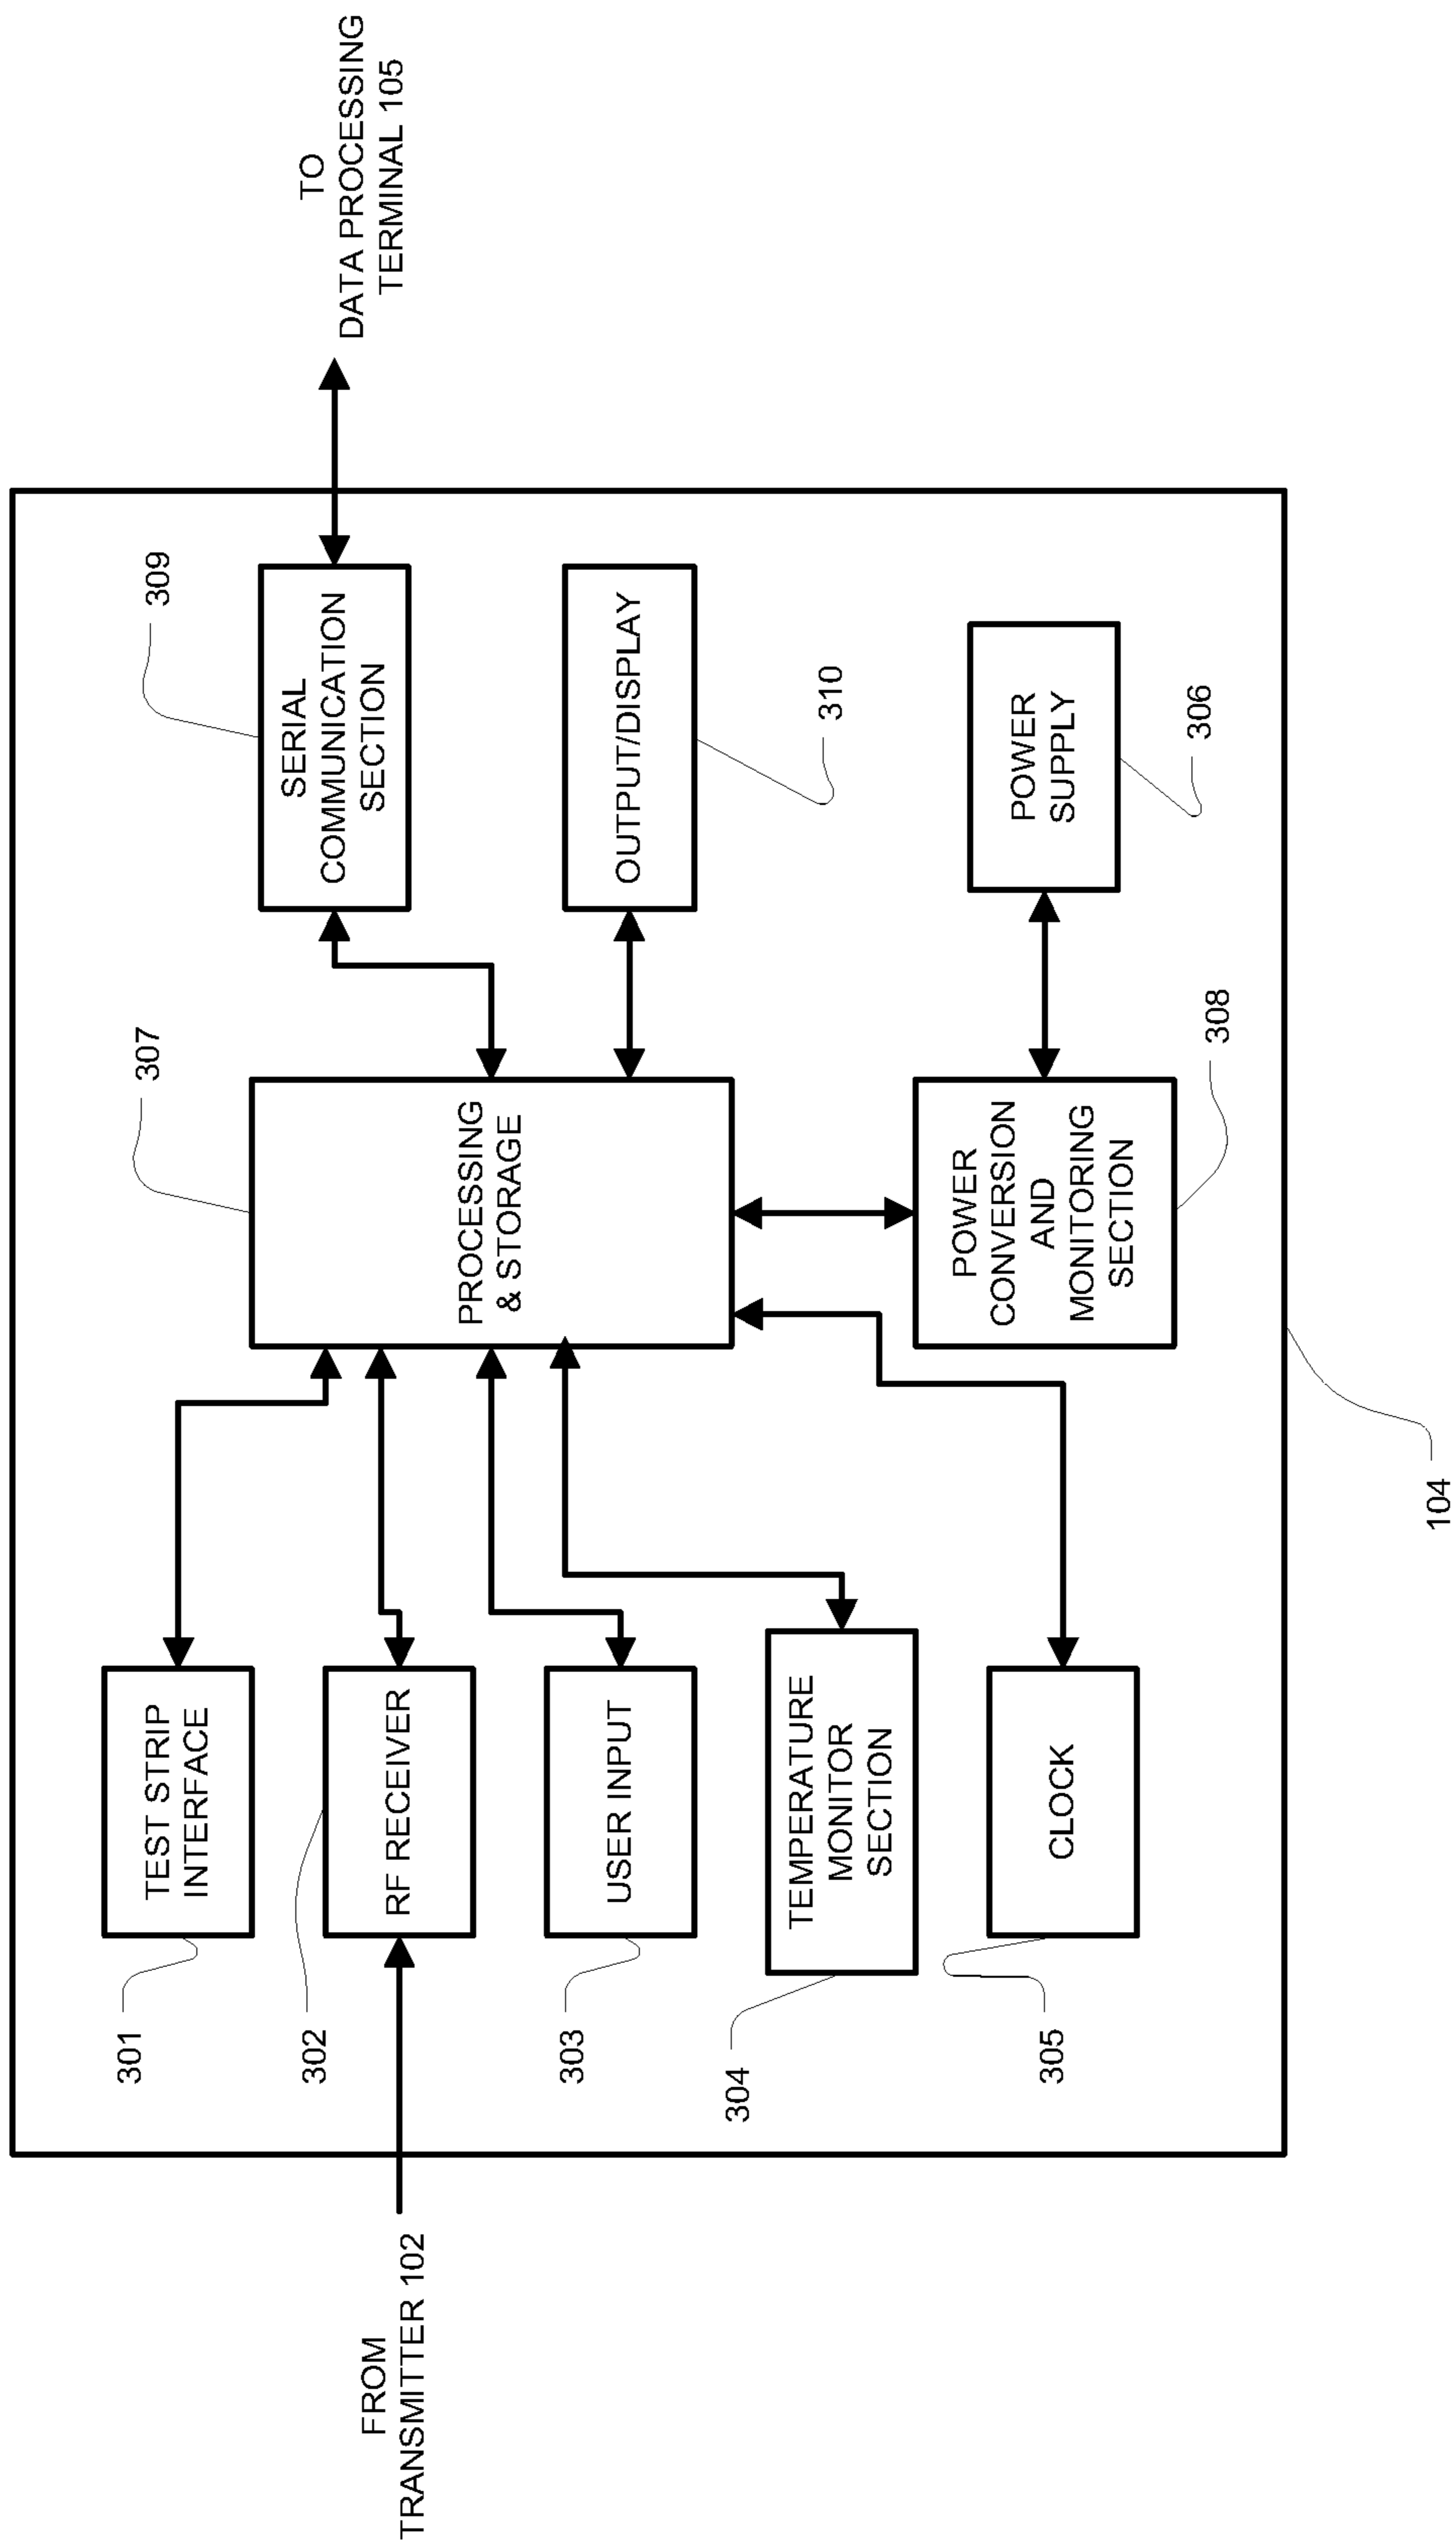 FROM
TRANSMITTER 102
301
TEST STRIP
INTERFACE
302
RF RECEIVER
303
USER INPUT
304
TEMPERATURE
MONITOR
SECTION
305
CLOCK
307
PROCESSING
& STORAGE
308
POWER
CONVERSION
AND
MONITORING
SECTION
309
SERIAL
COMMUNICATION
SECTION
310
OUTPUT/DISPLAY
306
POWER
SUPPLY
TO
DATA PROCESSING
TERMINAL 105
104